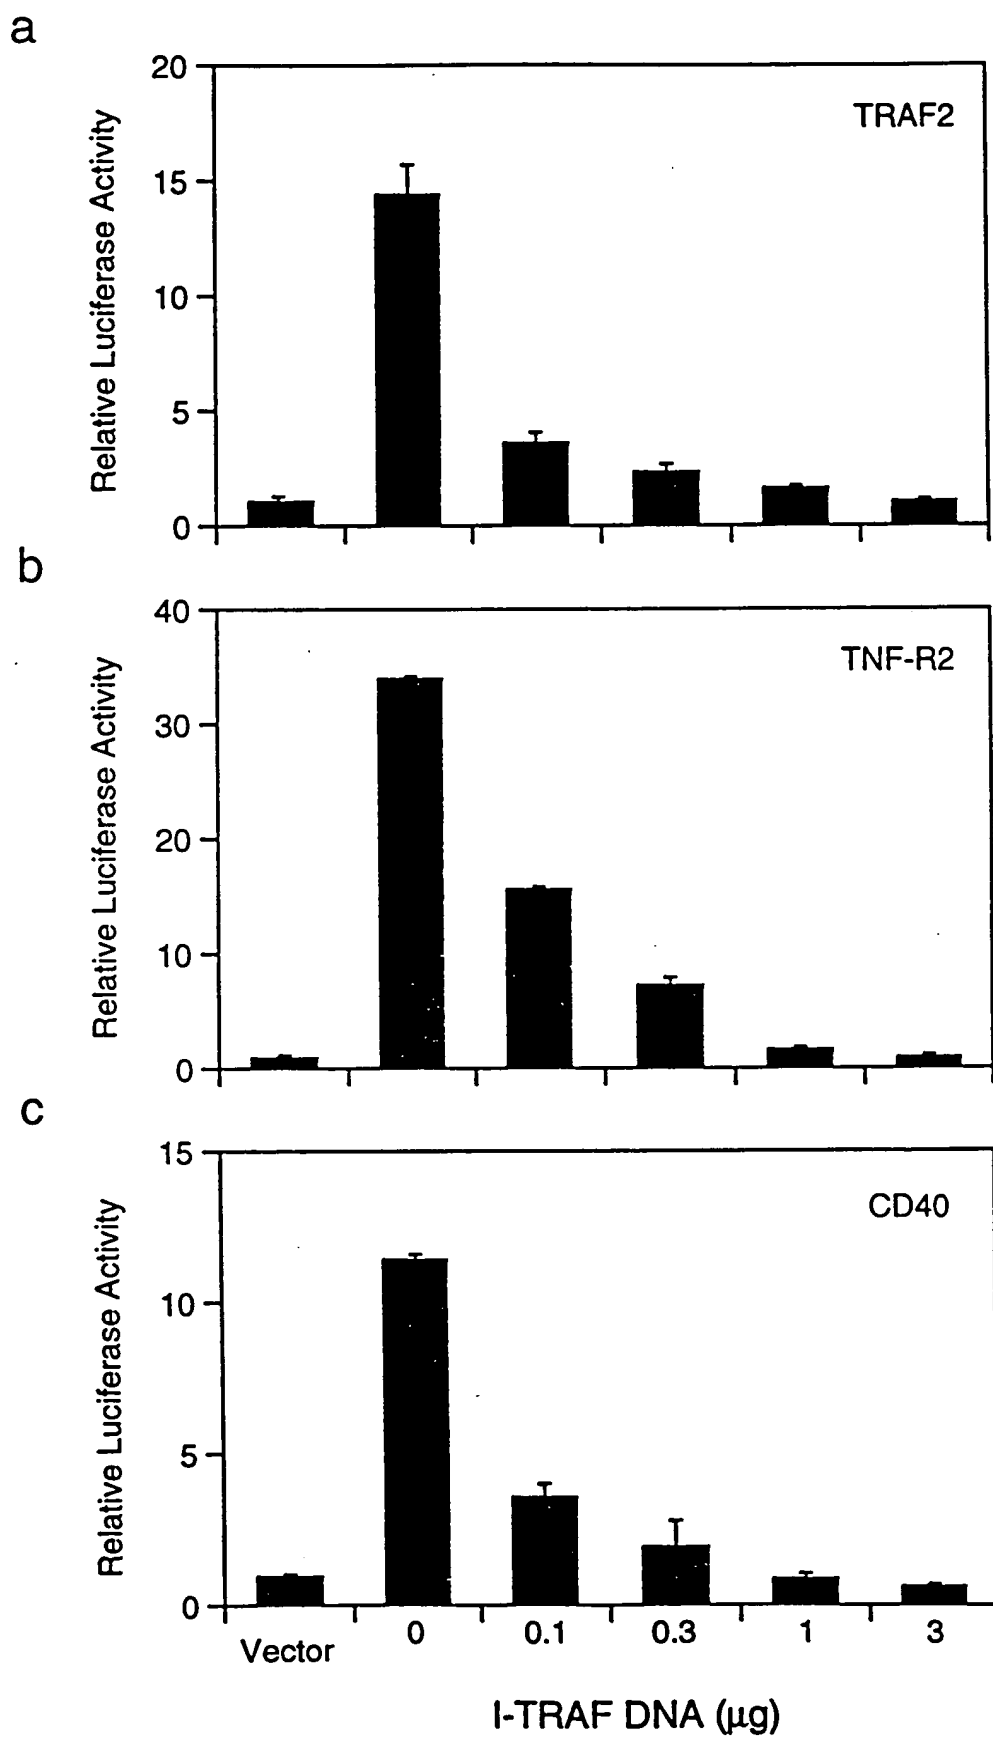 a
20
15
10
5
0
Relative Luciferase Activity
TRAF2
b
40
30
20
10
0
Relative Luciferase Activity
TNF-R2
c
15
10
5
0
Relative Luciferase Activity
CD40
Vector 0 0.1 0.3 1 3
I-TRAF DNA (µg)